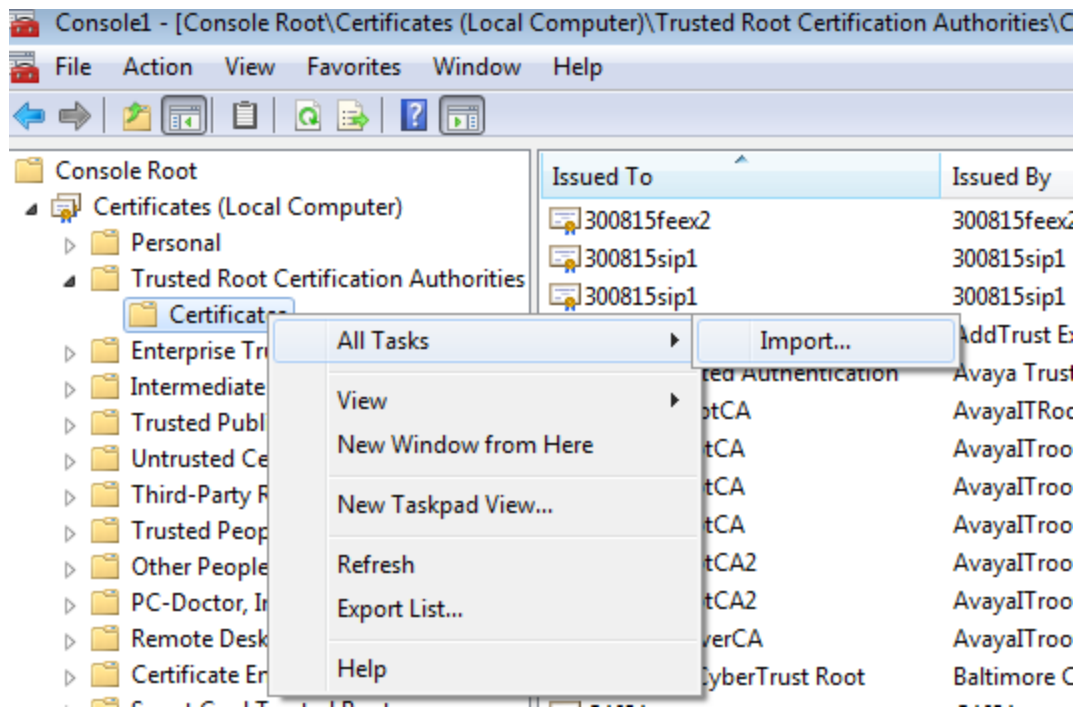 Console1 - [Console Root\Certificates (Local Computer)\Trusted Root Certification Authorities\C
File Action View Favorites Window Help
Console Root
Certificates (Local Computer)
Personal
Trusted Root Certification Authorities
Certificates
Enterprise Tru
Intermediate
Trusted Publ
Untrusted Ce
Third-Party R
Trusted Peop
Other People
PC-Doctor, In
Remote Desk
Certificate En
All Tasks
Import...
View
New Window from Here
New Taskpad View...
Refresh
Export List...
Help
Issued To Issued By
300815feex2 300815feex2
300815sip1 300815sip1
300815sip1 300815sip1
AddTrust Ex
ted Authentication Avaya Trust
otCA AvayaITRoo
tCA AvayaITroo
tCA AvayaITroo
tCA AvayaITroo
tCA2 AvayaITroo
tCA2 AvayaITroo
verCA AvayaITroo
CyberTrust Root Baltimore C